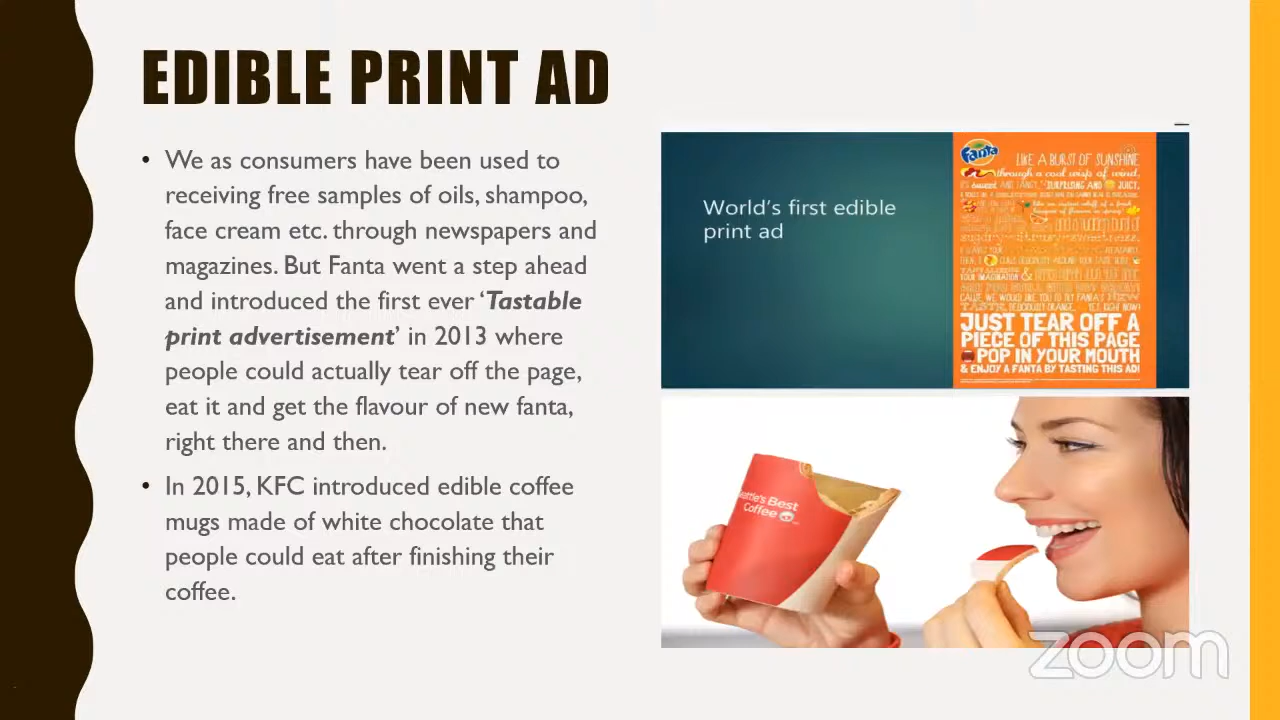 EDIBLE PRINT AD
• We as consumers have been used to
receiving free samples of oils, shampoo,
face cream etc. through newspapers and
magazines. But Fanta went a step ahead
and introduced the first ever ‘Tastable
print advertisement’ in 2013 where
people could actually tear off the page,
eat it and get the flavour of new fanta,
right there and then.
• In 2015, KFC introduced edible coffee
mugs made of white chocolate that
people could eat after finishing their
coffee.
World's first edible
print ad
Fanta
LIKE A BURST OF SUNSHINE
through a cool wisp of wind,
JUST TEAR OFF A
PIECE OF THIS PAGE
POP IN YOUR MOUTH
& ENJOY A FANTA BY TASTING THIS AD!
Best
Coffee
zoom